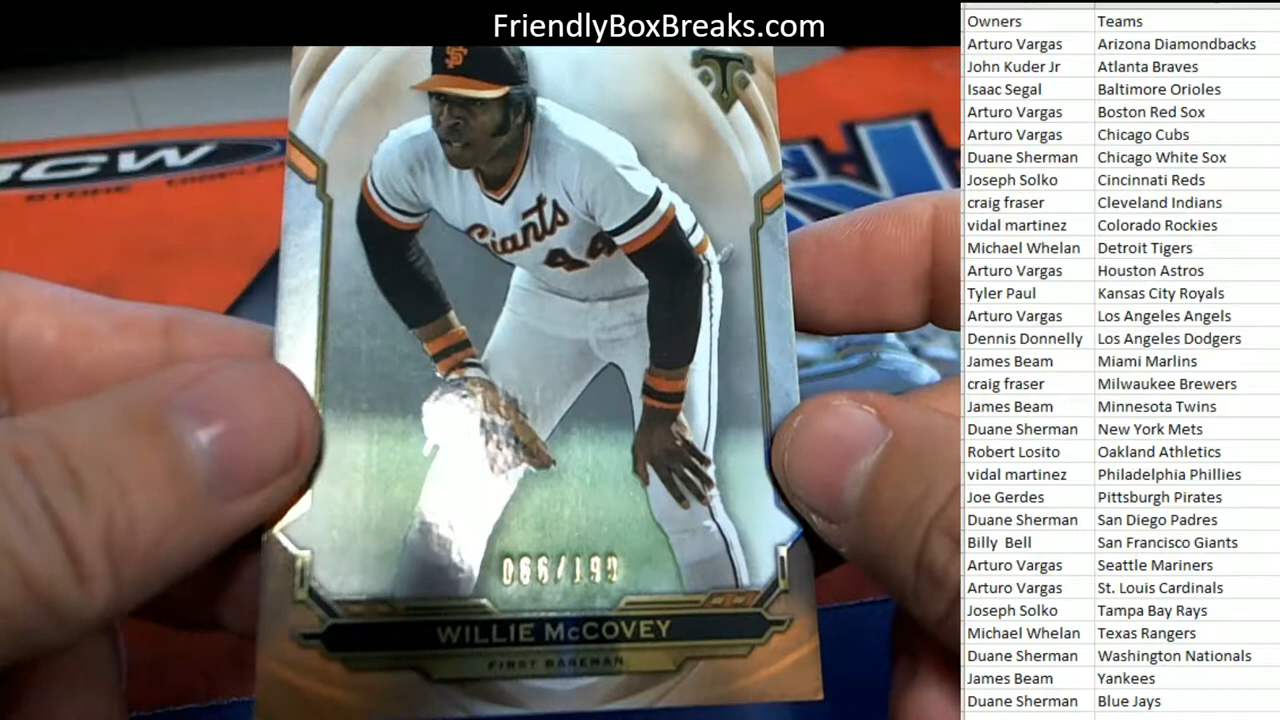 FriendlyBoxBreaks.com
SF
BCW
Giants
44
066/199
WILLIE McCOVEY
FIRST BASEMAN
Owners Teams
Arturo Vargas Arizona Diamondbacks
John Kuder Jr Atlanta Braves
Isaac Segal Baltimore Orioles
Arturo Vargas Boston Red Sox
Arturo Vargas Chicago Cubs
Duane Sherman Chicago White Sox
Joseph Solko Cincinnati Reds
craig fraser Cleveland Indians
vidal martinez Colorado Rockies
Michael Whelan Detroit Tigers
Arturo Vargas Houston Astros
Tyler Paul Kansas City Royals
Arturo Vargas Los Angeles Angels
Dennis Donnelly Los Angeles Dodgers
James Beam Miami Marlins
craig fraser Milwaukee Brewers
James Beam Minnesota Twins
Duane Sherman New York Mets
Robert Losito Oakland Athletics
vidal martinez Philadelphia Phillies
Joe Gerdes Pittsburgh Pirates
Duane Sherman San Diego Padres
Billy Bell San Francisco Giants
Arturo Vargas Seattle Mariners
Arturo Vargas St. Louis Cardinals
Joseph Solko Tampa Bay Rays
Michael Whelan Texas Rangers
Duane Sherman Washington Nationals
James Beam Yankees
Duane Sherman Blue Jays